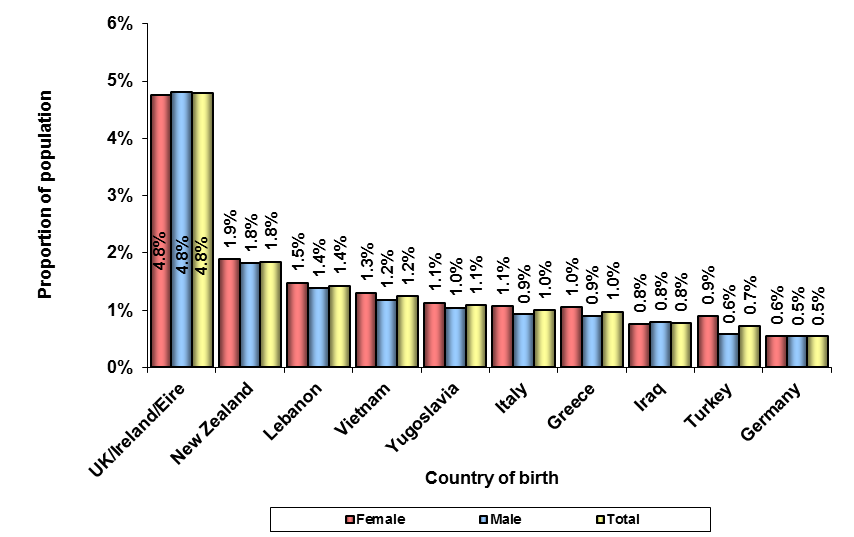 Proportion of population
6%
5%
4%
3%
2%
1%
0%
4.8% 4.8% 4.8%
1.9% 1.8% 1.8%
1.5% 1.4% 1.4%
1.3% 1.2% 1.2%
1.1% 1.0% 1.1%
1.1% 0.9% 1.0%
1.0% 0.9% 1.0%
0.8% 0.8% 0.8%
0.9% 0.6% 0.7%
0.6% 0.5% 0.5%
UK/Ireland/Eire
New Zealand
Lebanon
Vietnam
Yugoslavia
Italy
Greece
Iraq
Turkey
Germany
Country of birth
Female Male Total